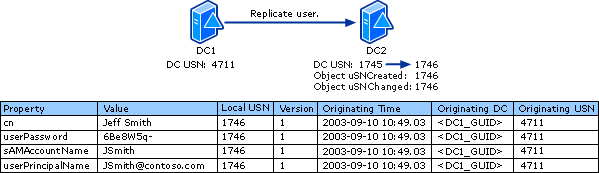 Replicate user.
DC1
DC2
DC USN: 4711
DC USN: 1745 1746
Object uSNCreated: 1746
Object uSNChanged: 1746
Property Value Local USN Version Originating Time Originating DC Originating USN
cn Jeff Smith 1746 1 2003-09-10 10:49.03 <DC1_GUID> 4711
userPassword 6Be8W5q- 1746 1 2003-09-10 10:49.03 <DC1_GUID> 4711
sAMAccountName JSmith 1746 1 2003-09-10 10:49.03 <DC1_GUID> 4711
userPrincipalName JSmith@contoso.com 1746 1 2003-09-10 10:49.03 <DC1_GUID> 4711